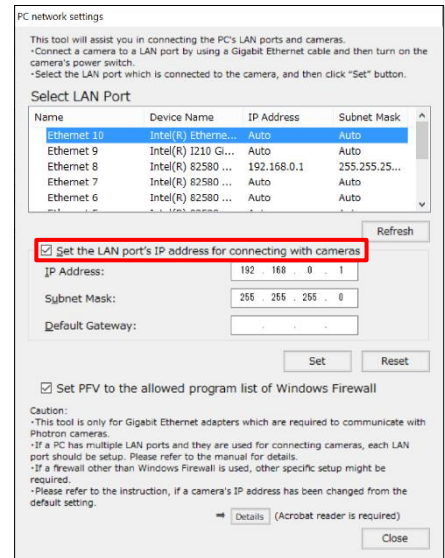 PC network settings
This tool will assist you in connecting the PC's LAN ports and cameras.
・Connect a camera to a LAN port by using a Gigabit Ethernet cable and then turn on the
camera's power switch.
・Select the LAN port which is connected to the camera, and then click "Set" button.
Select LAN Port
Name Device Name IP Address Subnet Mask
Ethernet 10 Intel(R) Etherne... Auto Auto
Ethernet 9 Intel(R) I210 Gi... Auto Auto
Ethernet 8 Intel(R) 82580 ... 192.168.0.1 255.255.25...
Ethernet 7 Intel(R) 82580 ... Auto Auto
Ethernet 6 Intel(R) 82580 ... Auto Auto
Refresh
Set the LAN port's IP address for connecting with cameras
IP Address: 192 . 168 . 0 . 1
Subnet Mask: 255 . 255 . 255 . 0
Default Gateway: . . .
Set Reset
Set PFV to the allowed program list of Windows Firewall
Caution:
・This tool is only for Gigabit Ethernet adapters which are required to communicate with
Photron cameras.
・If a PC has multiple LAN ports and they are used for connecting cameras, each LAN
port should be setup. Please refer to the manual for details.
・If a firewall other than Windows Firewall is used, other specific setup might be
required.
・Please refer to the instruction, if a camera's IP address has been changed from the
default setting.
➡ Details (Acrobat reader is required)
Close